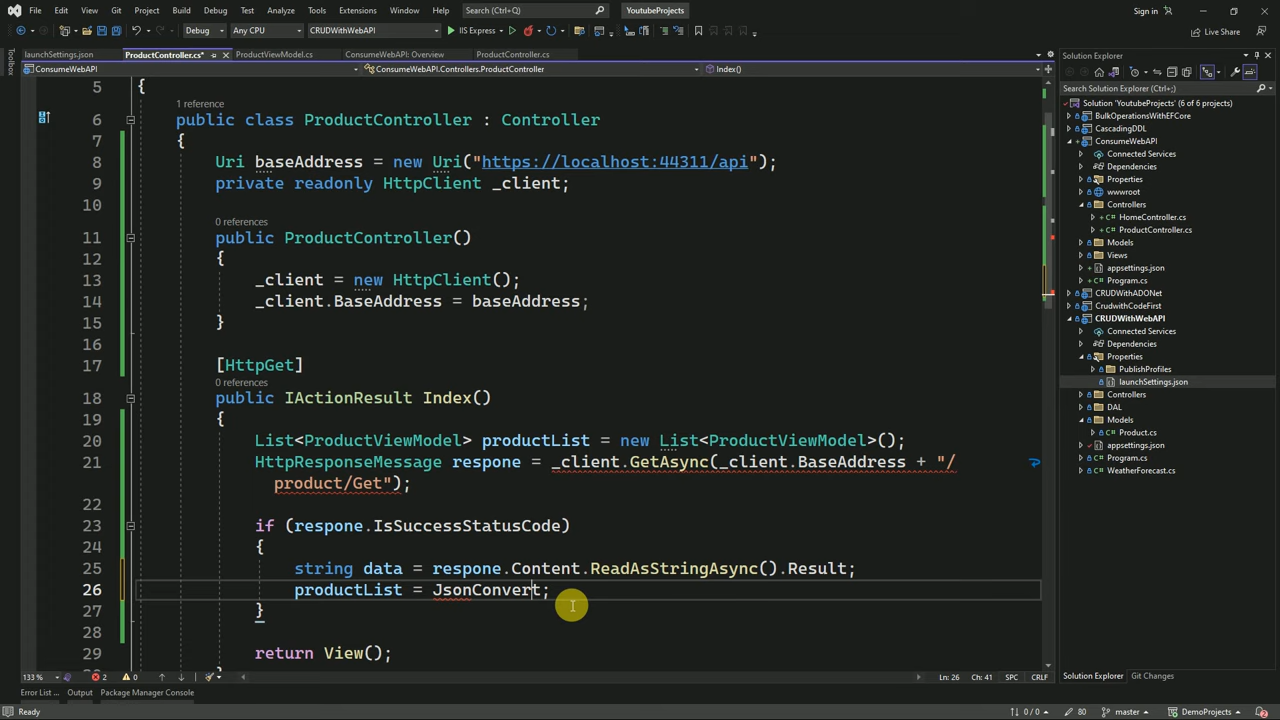 File Edit View Git Project Build Debug Test Analyze Tools Extensions Window Help Search (Ctrl+Q) YoutubeProjects Sign in
Debug Any CPU CRUDWithWebAPI IIS Express Live Share
Toolbox
launchSettings.json ProductController.cs* ProductViewModel.cs ConsumeWebAPI: Overview ProductController.cs
ConsumeWebAPI ConsumeWebAPI.Controllers.ProductController Index()
5 {
1 reference
6 public class ProductController : Controller
7 {
8 Uri baseAddress = new Uri("https://localhost:44311/api");
9 private readonly HttpClient _client;
10
0 references
11 public ProductController()
12 {
13 _client = new HttpClient();
14 _client.BaseAddress = baseAddress;
15 }
16
17 [HttpGet]
0 references
18 public IActionResult Index()
19 {
20 List<ProductViewModel> productList = new List<ProductViewModel>();
21 HttpResponseMessage respone = _client.GetAsync(_client.BaseAddress + "/
product/Get");
22
23 if (respone.IsSuccessStatusCode)
24 {
25 string data = respone.Content.ReadAsStringAsync().Result;
26 productList = JsonConvert;
27 }
28
29 return View();
133 % 2 0 Ln: 26 Ch: 41 SPC CRLF
Error List ... Output Package Manager Console
Ready 0 / 0 80 master DemoProjects 2
Solution Explorer
Search Solution Explorer (Ctrl+;)
Solution 'YoutubeProjects' (6 of 6 projects)
BulkOperationsWithEFCore
CascadingDDL
ConsumeWebAPI
Connected Services
Dependencies
Properties
wwwroot
Controllers
HomeController.cs
ProductController.cs
Models
Views
appsettings.json
Program.cs
CRUDWithADONet
CrudwithCodeFirst
CRUDWithWebAPI
Connected Services
Dependencies
Properties
PublishProfiles
launchSettings.json
Controllers
DAL
Models
Product.cs
appsettings.json
Program.cs
WeatherForecast.cs
Solution Explorer Git Changes